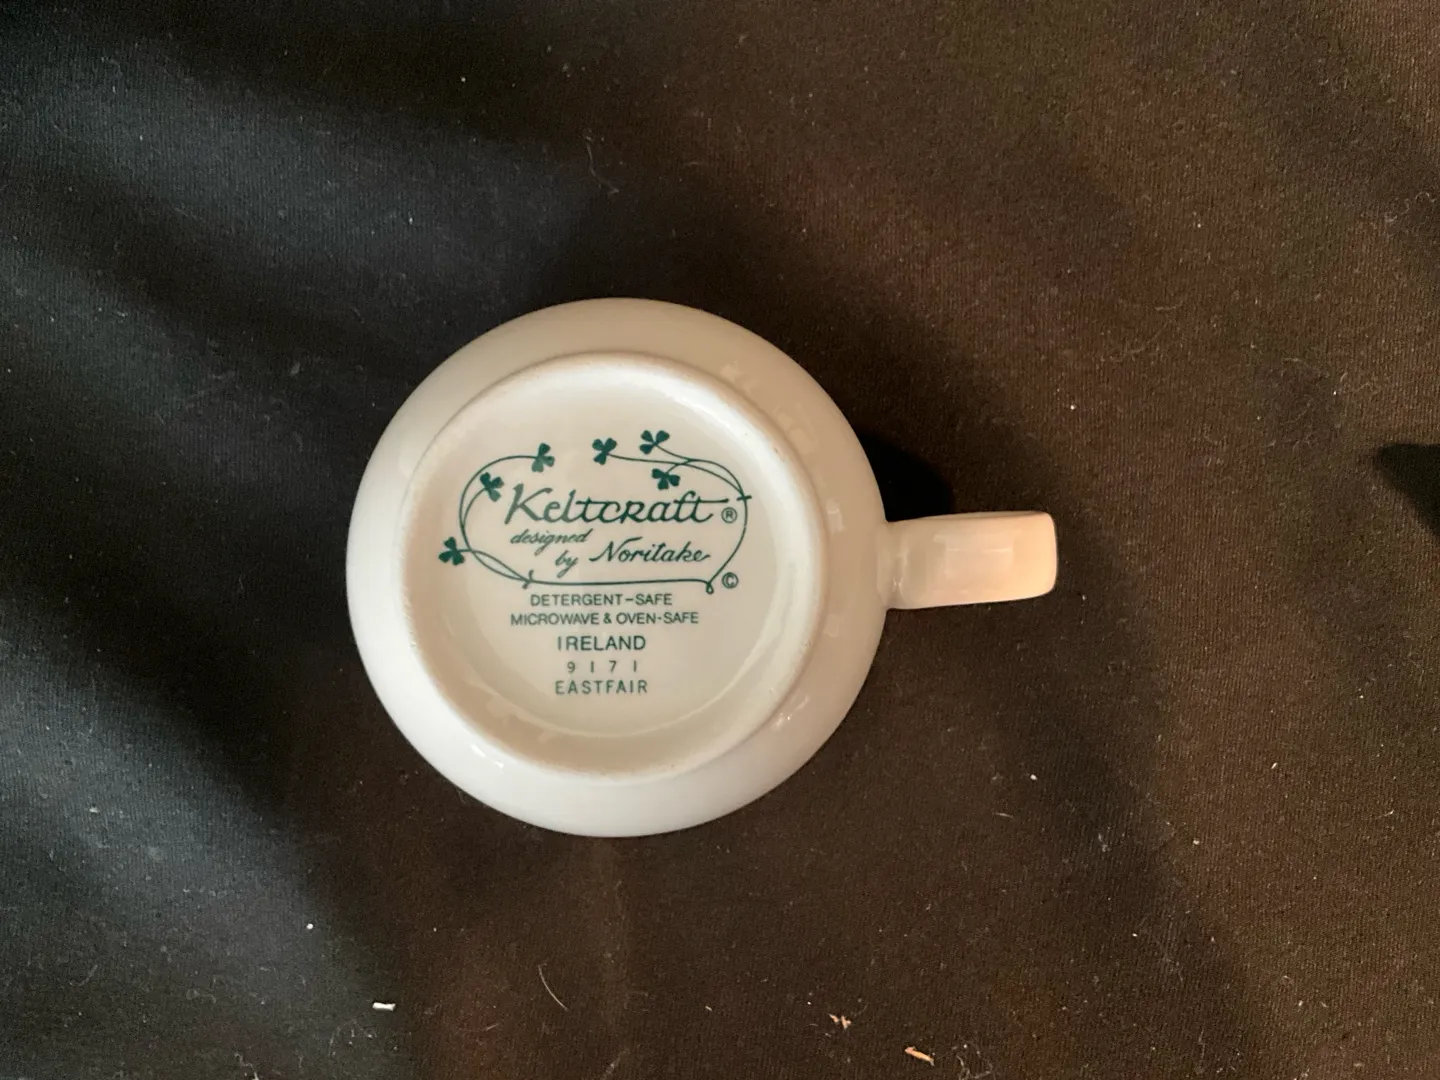 Keltcraft ®
designed
by Noritake
©
DETERGENT-SAFE
MICROWAVE & OVEN-SAFE
IRELAND
9171
EASTFAIR